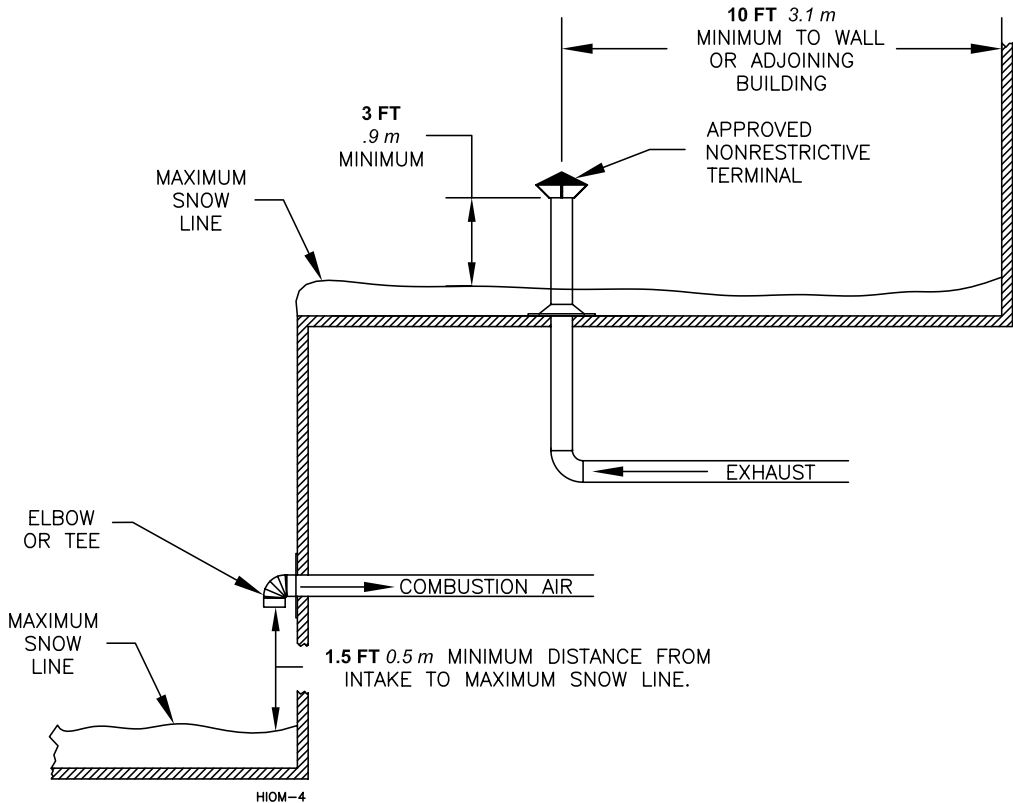 10 FT 3.1 m
MINIMUM TO WALL
OR ADJOINING
BUILDING
3 FT
.9 m
MINIMUM
APPROVED
NONRESTRICTIVE
TERMINAL
MAXIMUM
SNOW
LINE
EXHAUST
ELBOW
OR TEE
COMBUSTION AIR
MAXIMUM
SNOW
LINE
1.5 FT 0.5 m MINIMUM DISTANCE FROM
INTAKE TO MAXIMUM SNOW LINE.
HIOM-4